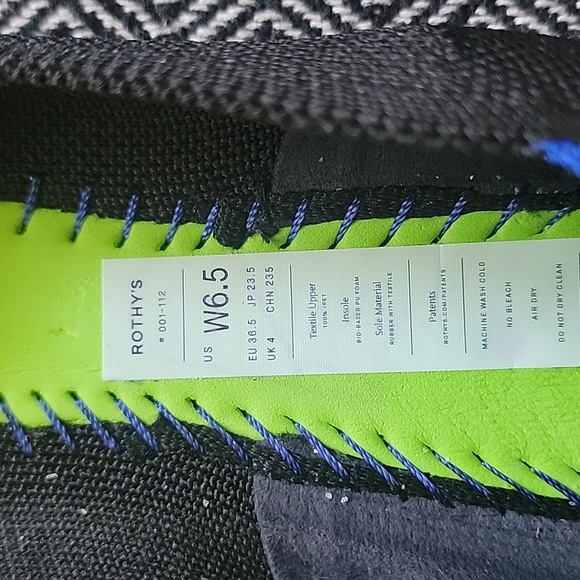 ROTHY'S
# 001-112
US W6.5
EU 36.5 JP 23.5
UK 4 CHN 235
Textile Upper
100% rPET
Insole
BIO-BASED PU FOAM
Sole Material
RUBBER WITH TEXTILE
Patents
ROTHYS.COM/PATENTS
MACHINE WASH COLD
NO BLEACH
AIR DRY
DO NOT DRY CLEAN